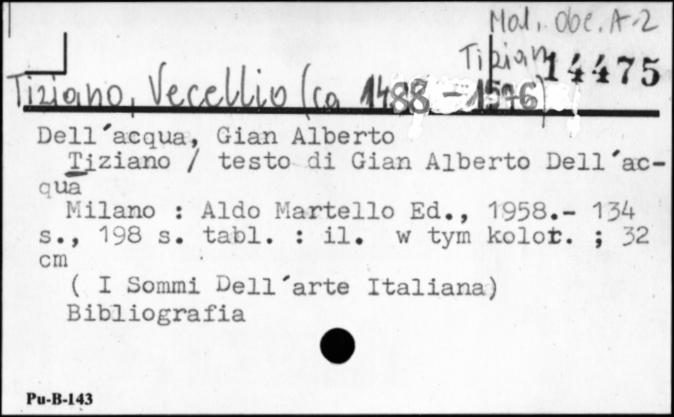 Mal. obc. A-2
Tizian
14475
Tiziano, Vecellio (ca 1488 - 1576)
Dell'acqua, Gian Alberto
Tiziano / testo di Gian Alberto Dell'ac-
qua
Milano : Aldo Martello Ed., 1958.- 134
s., 198 s. tabl. : il. w tym kolor. ; 32
cm
( I Sommi Dell'arte Italiana)
Bibliografia
Pu-B-143